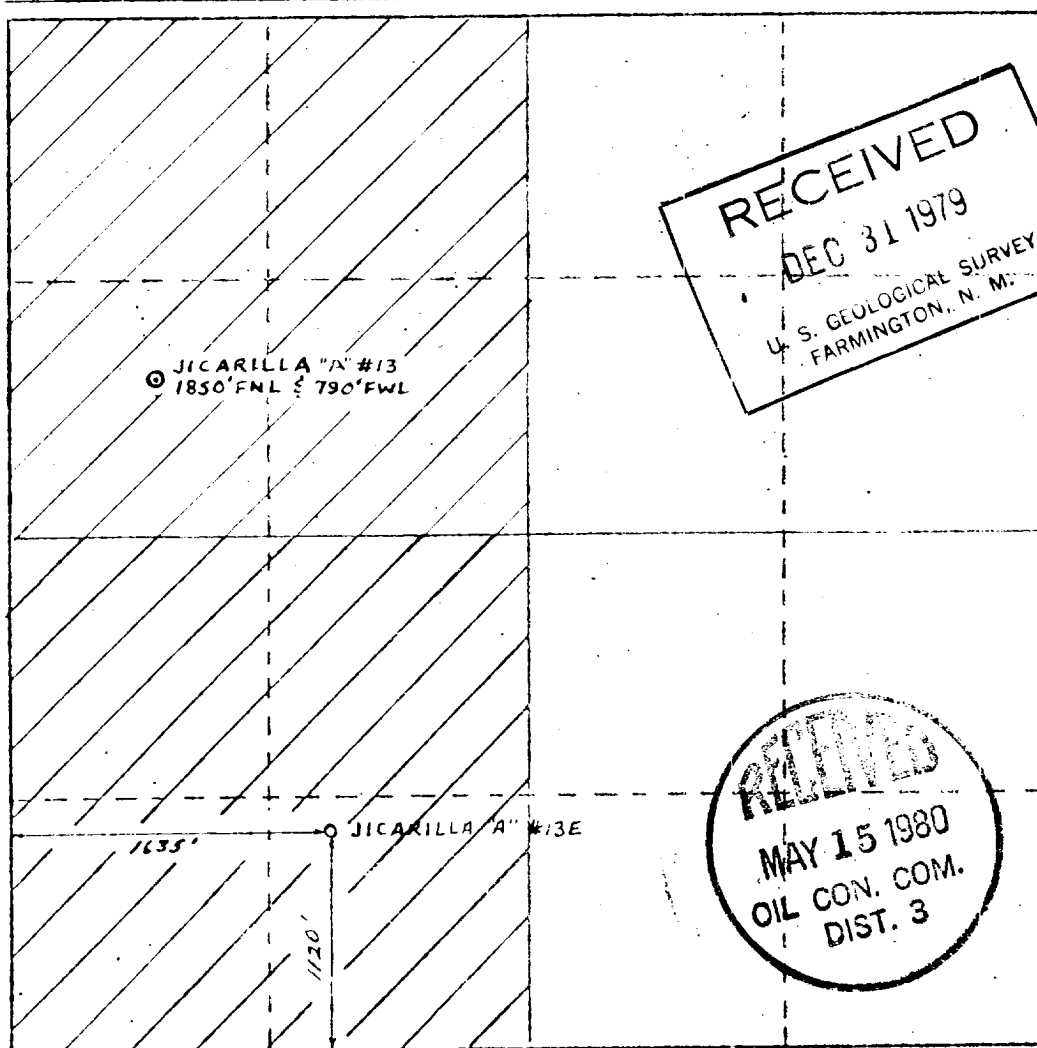 RECEIVED
DEC 31 1979
U. S. GEOLOGICAL SURVEY
FARMINGTON, N. M.
JICARILLA "A" #13
1850' FNL & 790' FWL
JICARILLA "A" #13E
1635'
1120'
RECEIVED
MAY 15 1980
OIL CON. COM.
DIST. 3